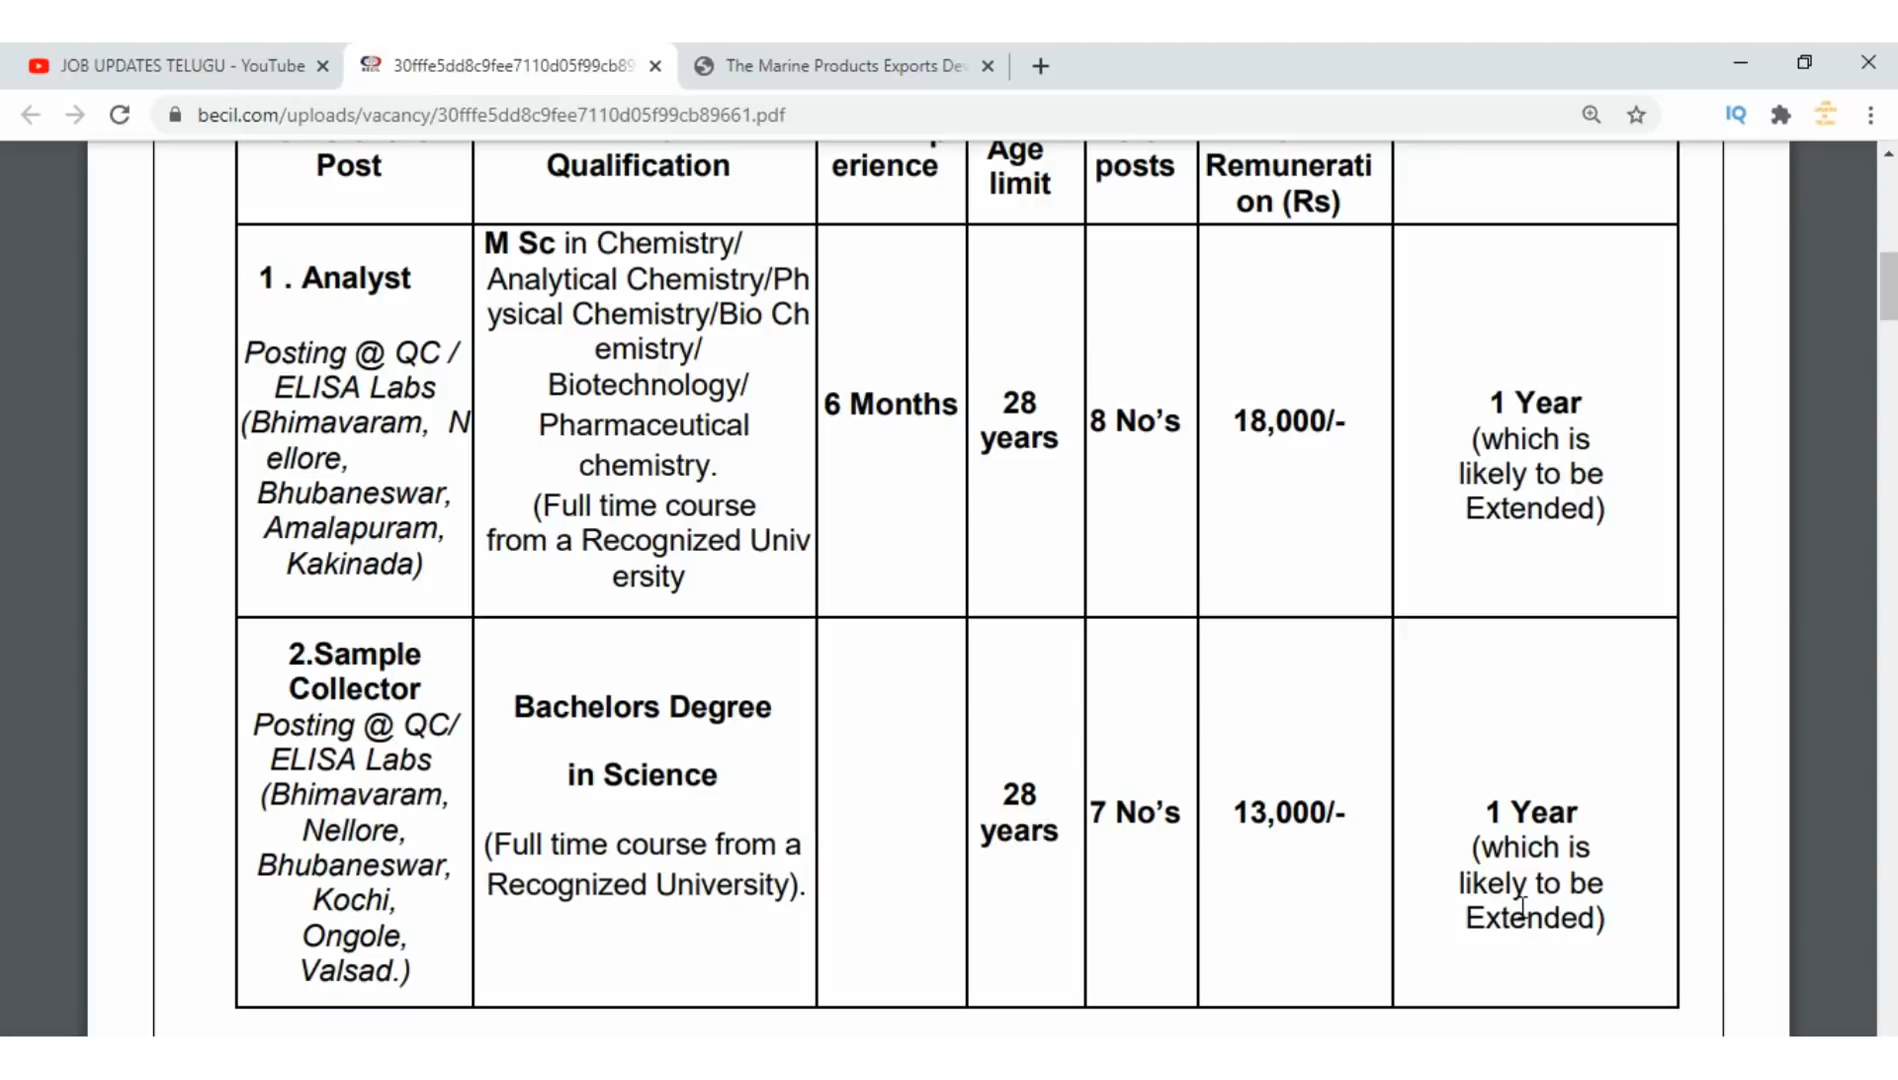 JOB UPDATES TELUGU - YouTube
30fffe5dd8c9fee7110d05f99cb89
The Marine Products Exports De
becil.com/uploads/vacancy/30fffe5dd8c9fee7110d05f99cb89661.pdf
IQ
Post
Qualification
erience
Age
limit
posts
Remunerati
on (Rs)
1 . Analyst
Posting @ QC /
ELISA Labs
(Bhimavaram, N
ellore,
Bhubaneswar,
Amalapuram,
Kakinada)
M Sc in Chemistry/
Analytical Chemistry/Ph
ysical Chemistry/Bio Ch
emistry/
Biotechnology/
Pharmaceutical
chemistry.
(Full time course
from a Recognized Univ
ersity
6 Months
28
years
8 No’s
18,000/-
1 Year
(which is
likely to be
Extended)
2.Sample
Collector
Posting @ QC/
ELISA Labs
(Bhimavaram,
Nellore,
Bhubaneswar,
Kochi,
Ongole,
Valsad.)
Bachelors Degree
in Science
(Full time course from a
Recognized University).
28
years
7 No’s
13,000/-
1 Year
(which is
likely to be
Extended)